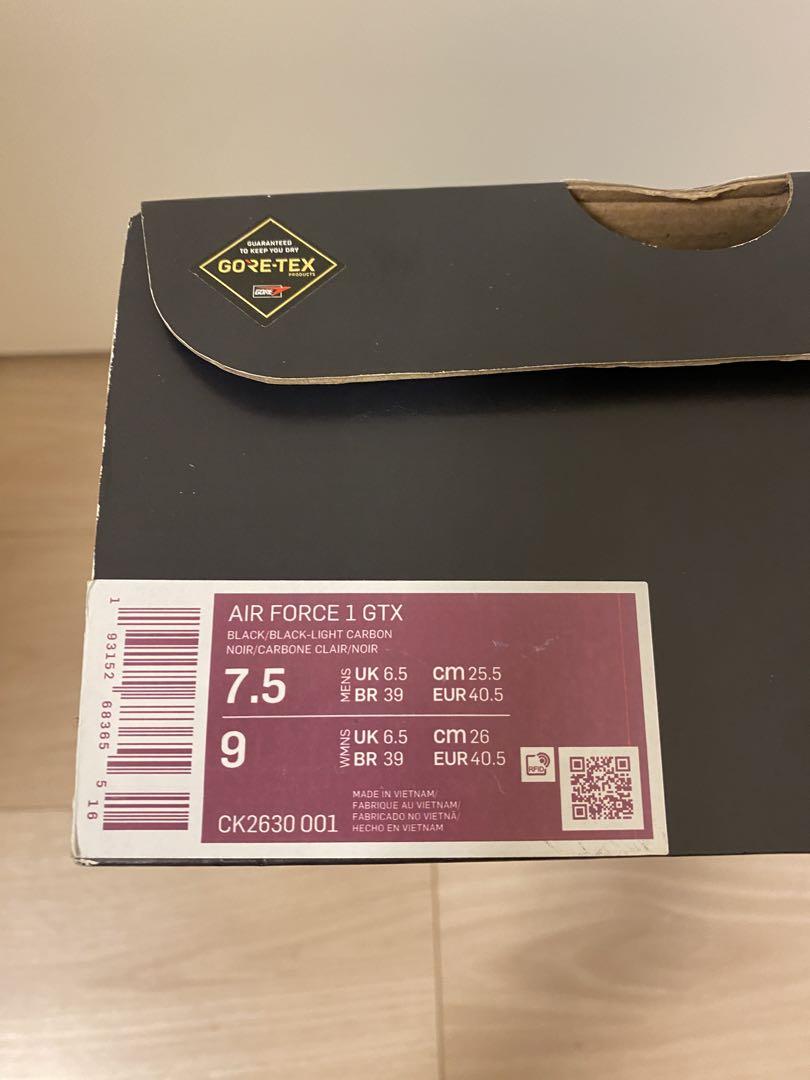 GUARANTEED
TO KEEP YOU DRY
GORE-TEX
PRODUCTS
GORE
AIR FORCE 1 GTX
BLACK/BLACK-LIGHT CARBON
NOIR/CARBONE CLAIR/NOIR
7.5 MENS UK 6.5 cm 25.5
BR 39 EUR 40.5
9 WMNS UK 6.5 cm 26
BR 39 EUR 40.5
RFID
MADE IN VIETNAM/
FABRIQUE AU VIETNAM/
FABRICADO NO VIETNÃ/
HECHO EN VIETNAM
CK2630 001
1 93152 68365 5 16